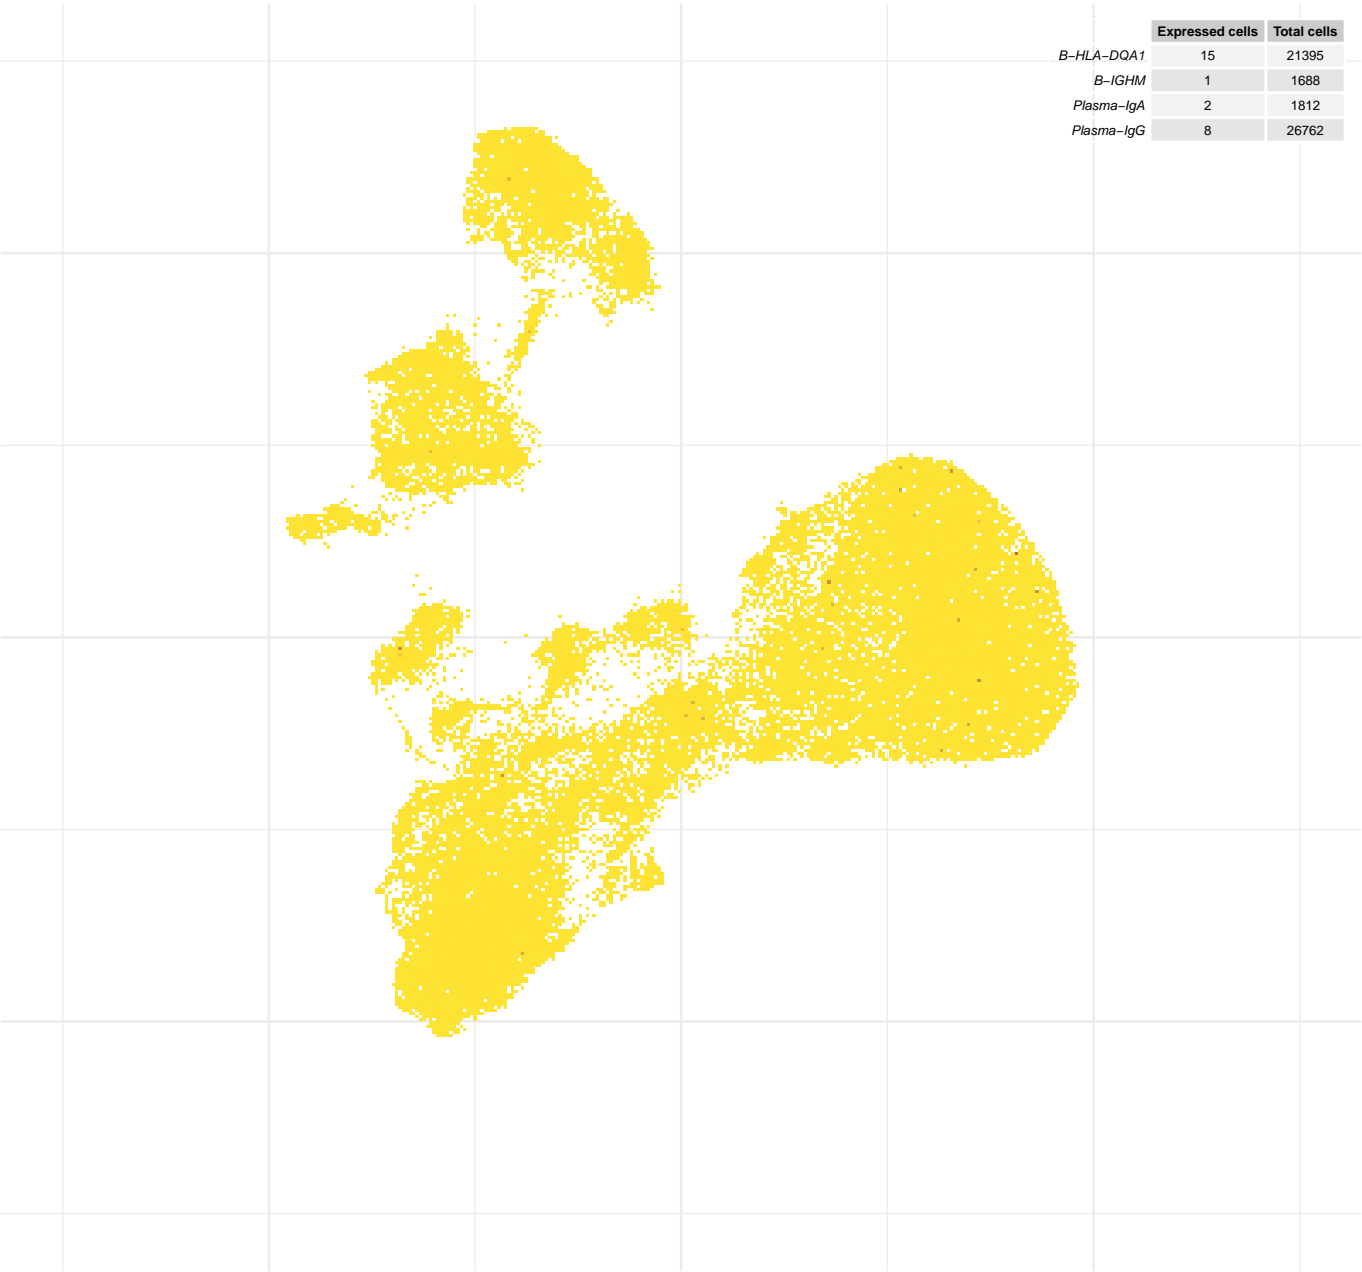 Expressed cells Total cells
B−HLA−DQA1 15 21395
B−IGHM 1 1688
Plasma−IgA 2 1812
Plasma−IgG 8 26762